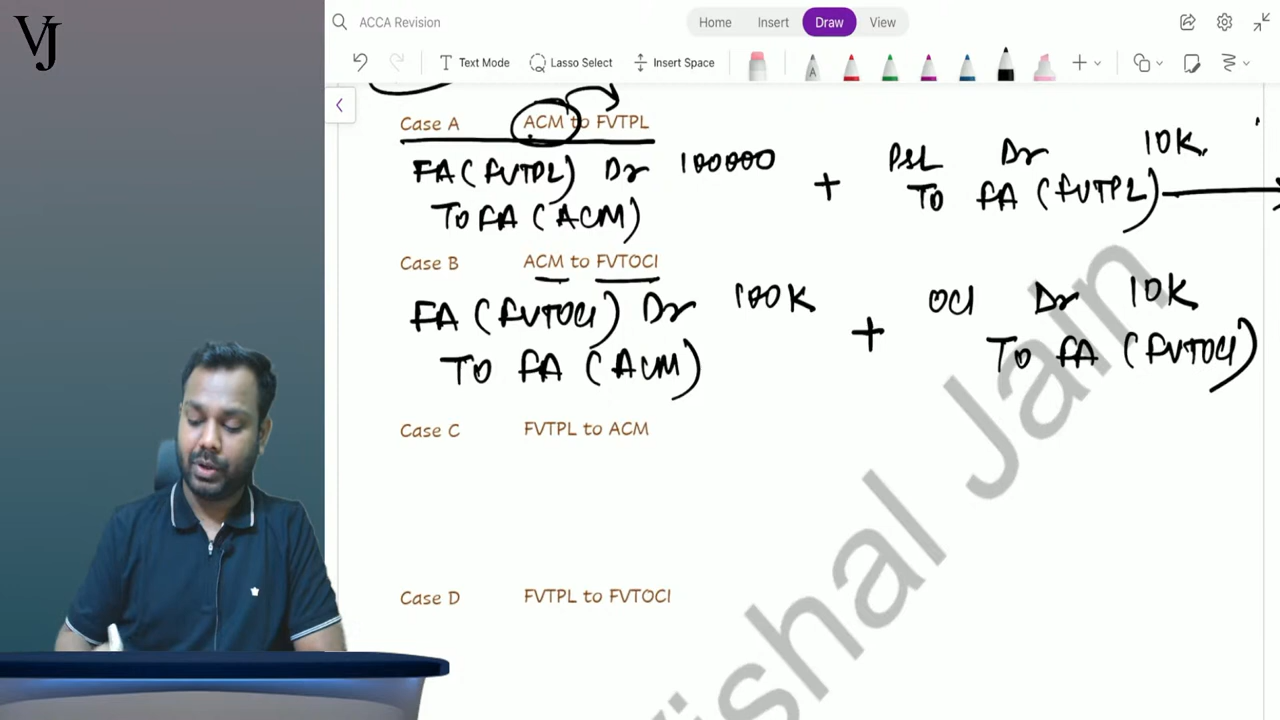 VJ
ACCA Revision
Home Insert Draw View
Text Mode Lasso Select Insert Space
Case A ACM to FVTPL
FA (FVTPL) Dr 100000 + P&L Dr 10K
To FA (ACM) To FA (FVTPL)
Case B ACM to FVTOCI
FA (FVTOCI) Dr 100K + OCI Dr 10K
To FA (ACM) To FA (FVTOCI)
Case C FVTPL to ACM
Case D FVTPL to FVTOCI
Vishal Jain